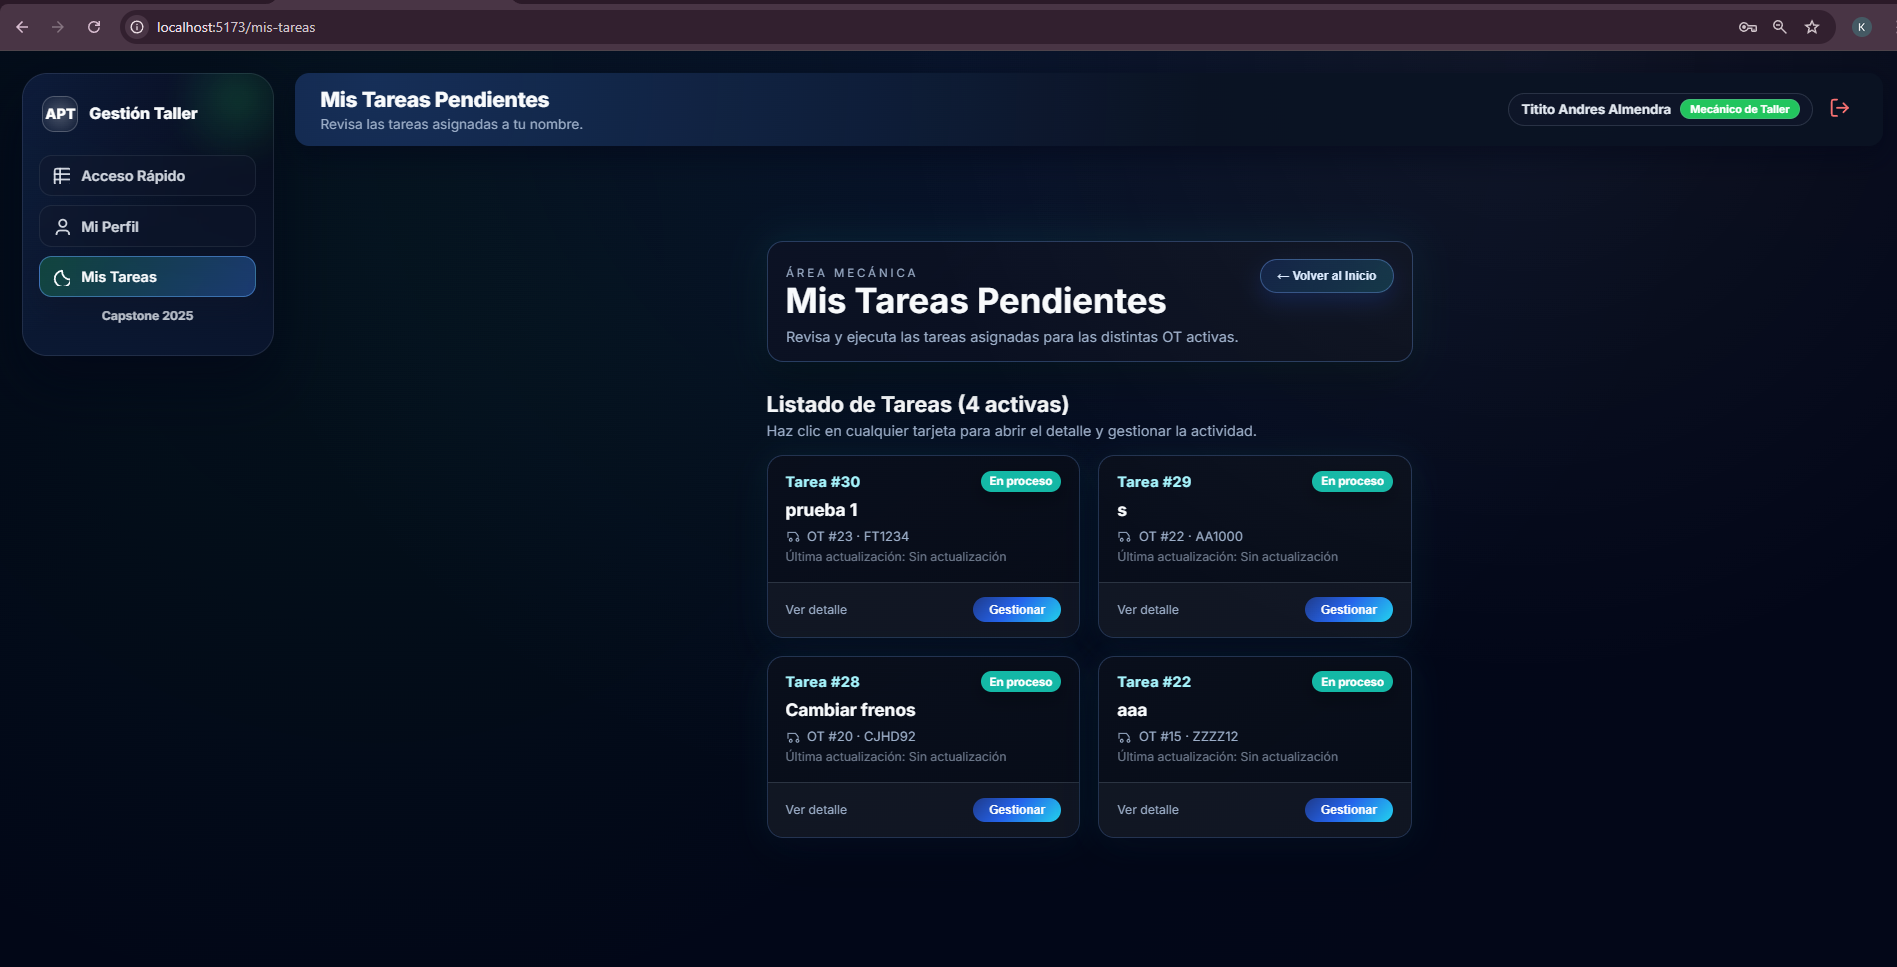 localhost:5173/mis-tareas
K
APT Gestión Taller
Acceso Rápido
Mi Perfil
Mis Tareas
Capstone 2025
Mis Tareas Pendientes
Revisa las tareas asignadas a tu nombre.
Titito Andres Almendra Mecánico de Taller
ÁREA MECÁNICA
← Volver al Inicio
Mis Tareas Pendientes
Revisa y ejecuta las tareas asignadas para las distintas OT activas.
Listado de Tareas (4 activas)
Haz clic en cualquier tarjeta para abrir el detalle y gestionar la actividad.
Tarea #30 En proceso
prueba 1
OT #23 · FT1234
Última actualización: Sin actualización
Ver detalle Gestionar
Tarea #29 En proceso
s
OT #22 · AA1000
Última actualización: Sin actualización
Ver detalle Gestionar
Tarea #28 En proceso
Cambiar frenos
OT #20 · CJHD92
Última actualización: Sin actualización
Ver detalle Gestionar
Tarea #22 En proceso
aaa
OT #15 · ZZZZ12
Última actualización: Sin actualización
Ver detalle Gestionar